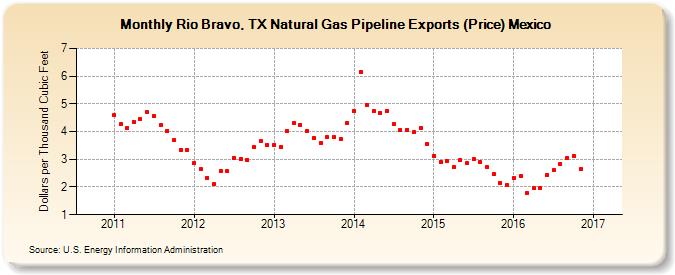 Monthly Rio Bravo, TX Natural Gas Pipeline Exports (Price) Mexico
Dollars per Thousand Cubic Feet
7
6
5
4
3
2
1
2011 2012 2013 2014 2015 2016 2017
Source: U.S. Energy Information Administration